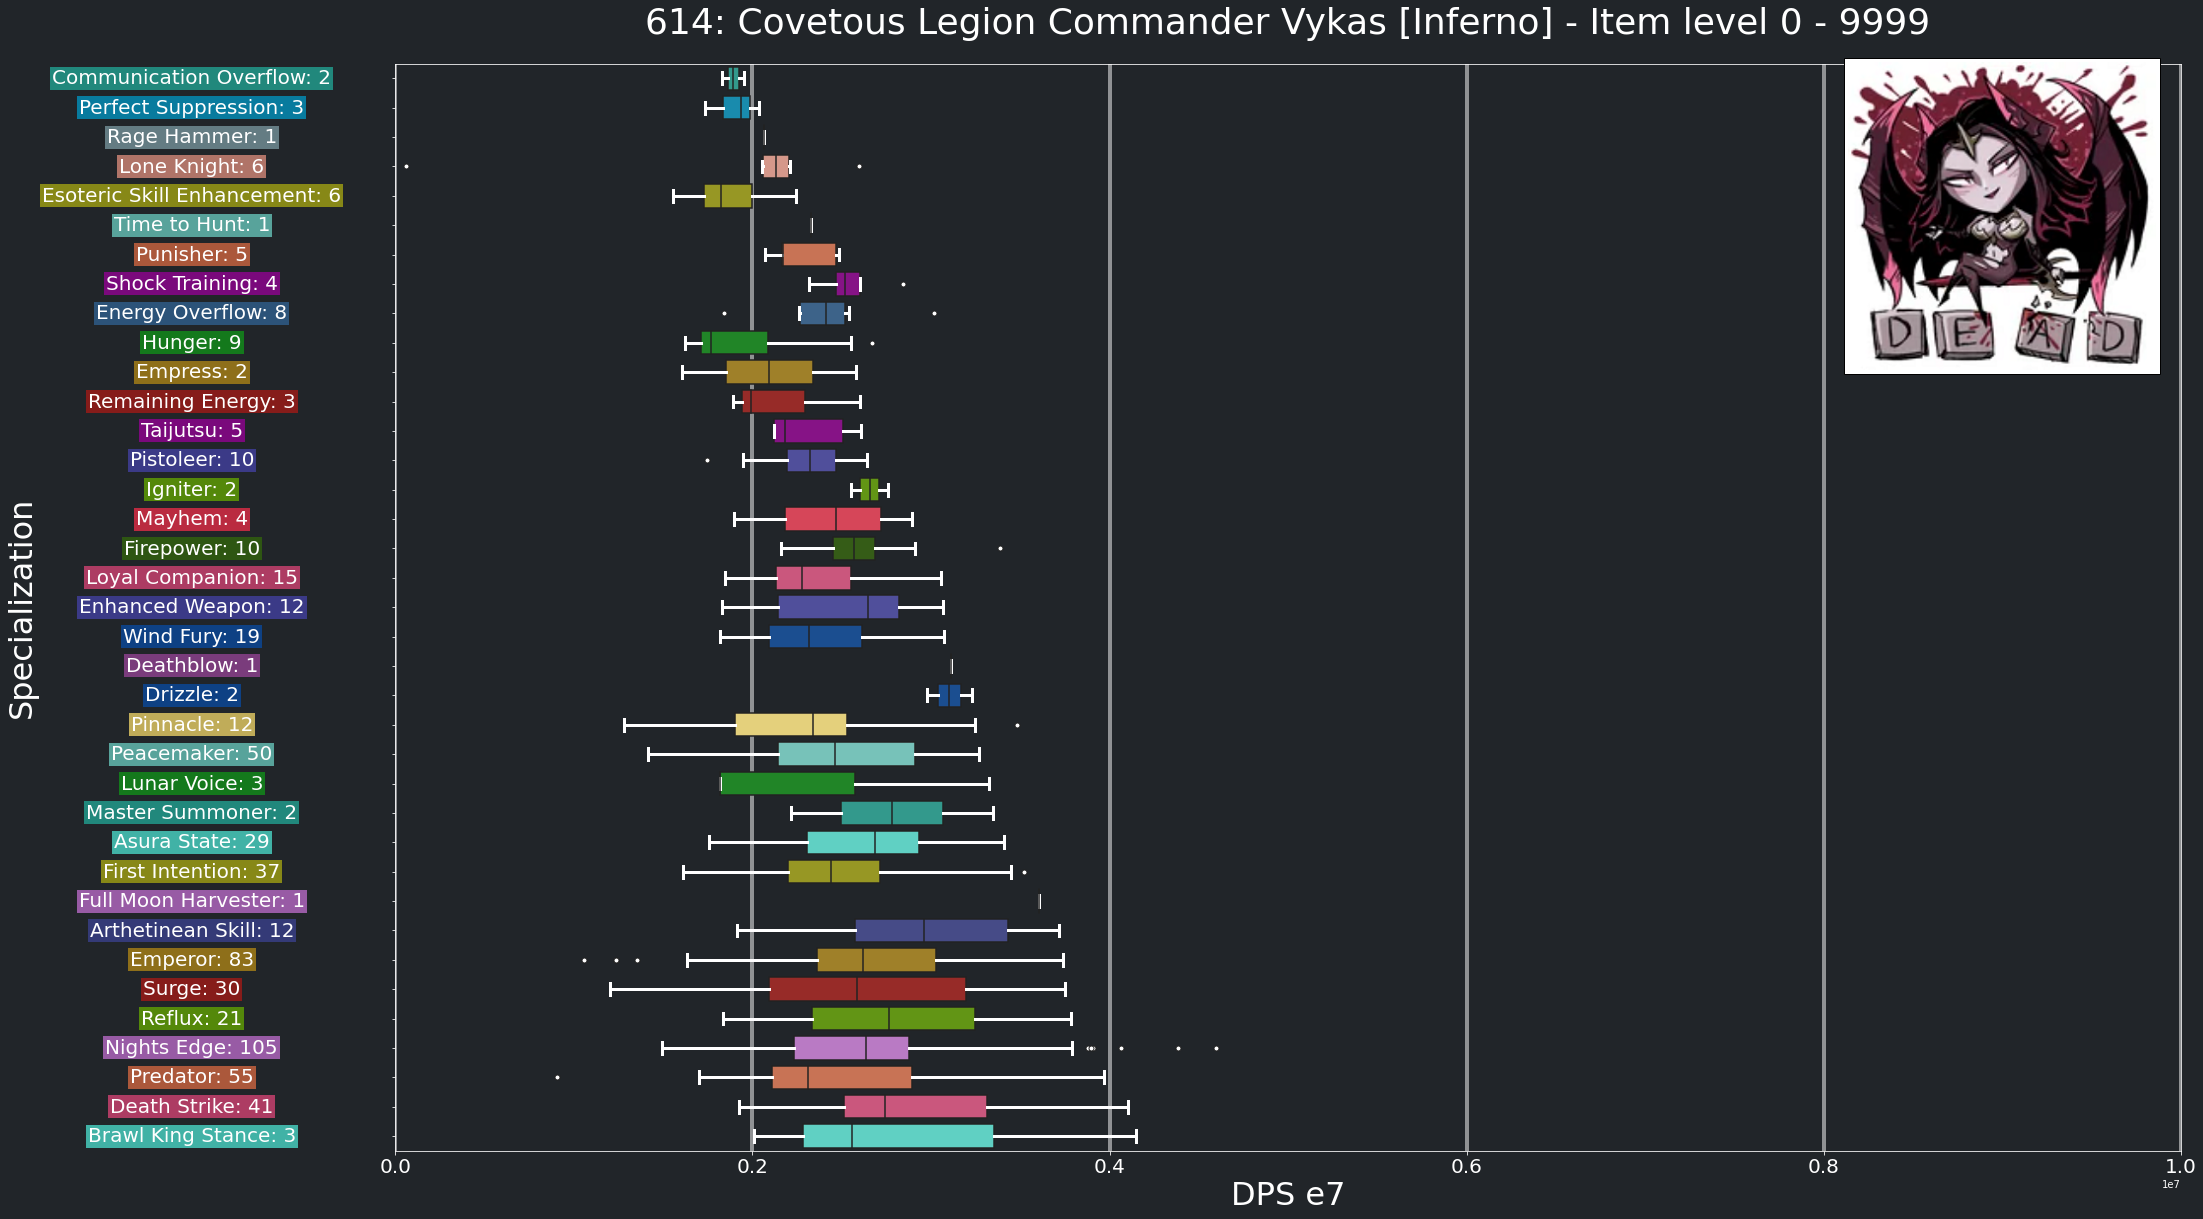 614: Covetous Legion Commander Vykas [Inferno] - Item level 0 - 9999
Communication Overflow: 2
Perfect Suppression: 3
Rage Hammer: 1
Lone Knight: 6
Esoteric Skill Enhancement: 6
Time to Hunt: 1
Punisher: 5
Shock Training: 4
Energy Overflow: 8
Hunger: 9
Empress: 2
Remaining Energy: 3
Taijutsu: 5
Pistoleer: 10
Igniter: 2
Mayhem: 4
Firepower: 10
Loyal Companion: 15
Enhanced Weapon: 12
Wind Fury: 19
Deathblow: 1
Drizzle: 2
Pinnacle: 12
Peacemaker: 50
Lunar Voice: 3
Master Summoner: 2
Asura State: 29
First Intention: 37
Full Moon Harvester: 1
Arthetinean Skill: 12
Emperor: 83
Surge: 30
Reflux: 21
Nights Edge: 105
Predator: 55
Death Strike: 41
Brawl King Stance: 3
Specialization
D E A D
0.0 0.2 0.4 0.6 0.8 1.0
1e7
DPS e7